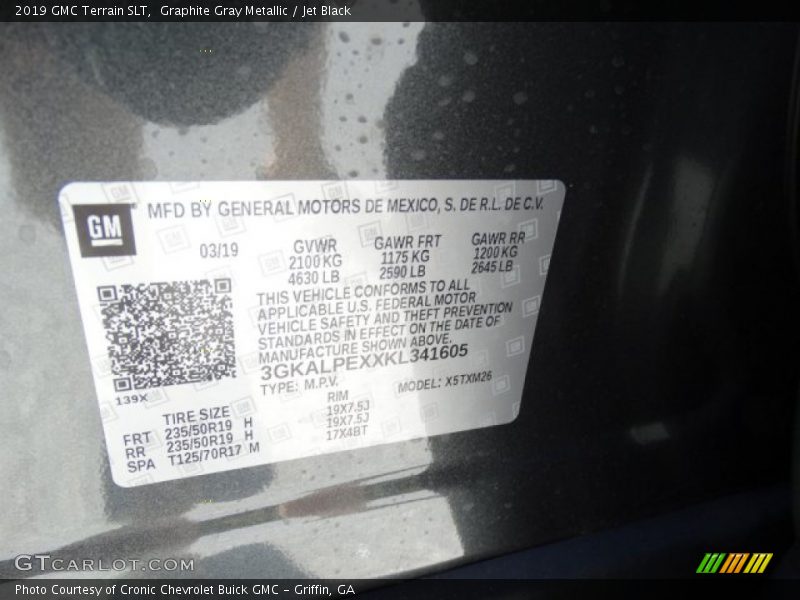 2019 GMC Terrain SLT, Graphite Gray Metallic / Jet Black
GM
MFD BY GENERAL MOTORS DE MEXICO, S. DE R.L. DE C.V.
03/19
GVWR GAWR FRT GAWR RR
2100 KG 1175 KG 1200 KG
4630 LB 2590 LB 2645 LB
THIS VEHICLE CONFORMS TO ALL
APPLICABLE U.S. FEDERAL MOTOR
VEHICLE SAFETY AND THEFT PREVENTION
STANDARDS IN EFFECT ON THE DATE OF
MANUFACTURE SHOWN ABOVE.
3GKALPEXXKL341605
TYPE: M.P.V. MODEL: X5TXM26
139X
TIRE SIZE RIM
FRT 235/50R19 H 19X7.5J
RR 235/50R19 H 19X7.5J
SPA T125/70R17 M 17X4BT
GTCARLOT.COM
Photo Courtesy of Cronic Chevrolet Buick GMC – Griffin, GA